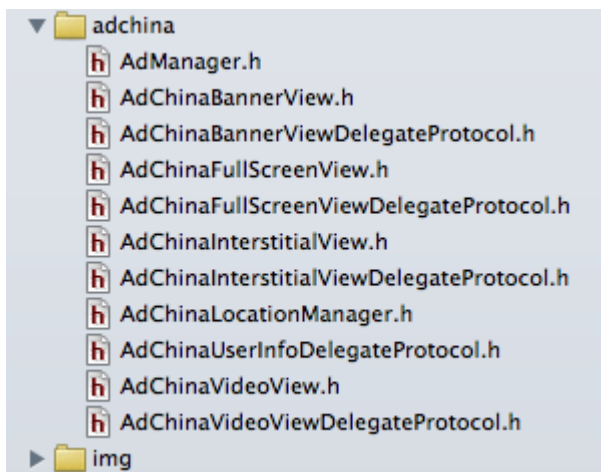 adchina
h AdManager.h
h AdChinaBannerView.h
h AdChinaBannerViewDelegateProtocol.h
h AdChinaFullScreenView.h
h AdChinaFullScreenViewDelegateProtocol.h
h AdChinaInterstitialView.h
h AdChinaInterstitialViewDelegateProtocol.h
h AdChinaLocationManager.h
h AdChinaUserInfoDelegateProtocol.h
h AdChinaVideoView.h
h AdChinaVideoViewDelegateProtocol.h
img